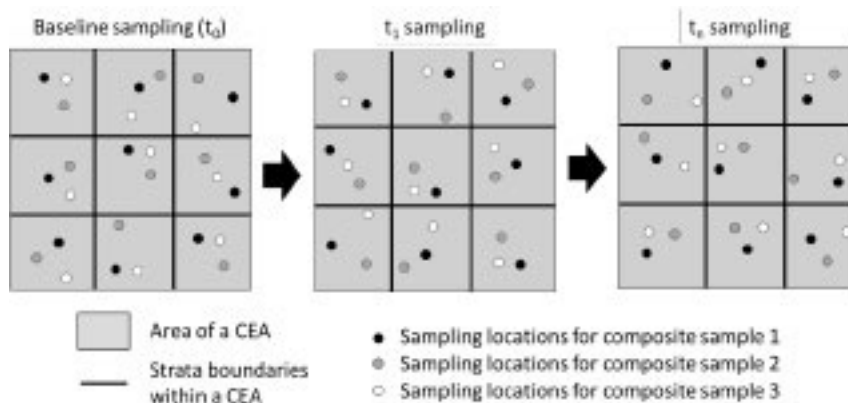 Baseline sampling (t₀)
t₁ sampling
tₙ sampling
Area of a CEA
Strata boundaries
within a CEA
Sampling locations for composite sample 1
Sampling locations for composite sample 2
Sampling locations for composite sample 3